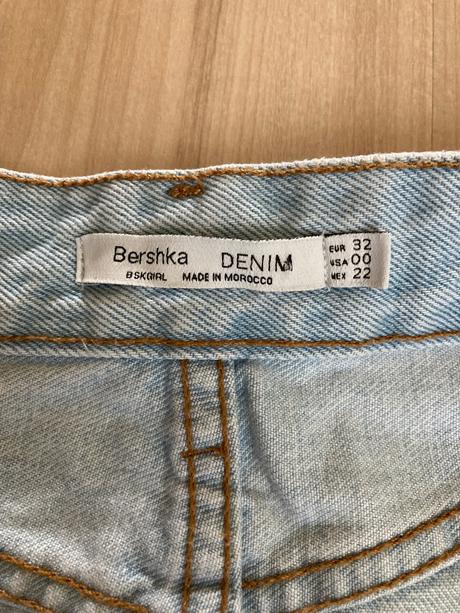 Bershka DENIM
BSKGIRL MADE IN MOROCCO
EUR 32
USA 00
MEX 22